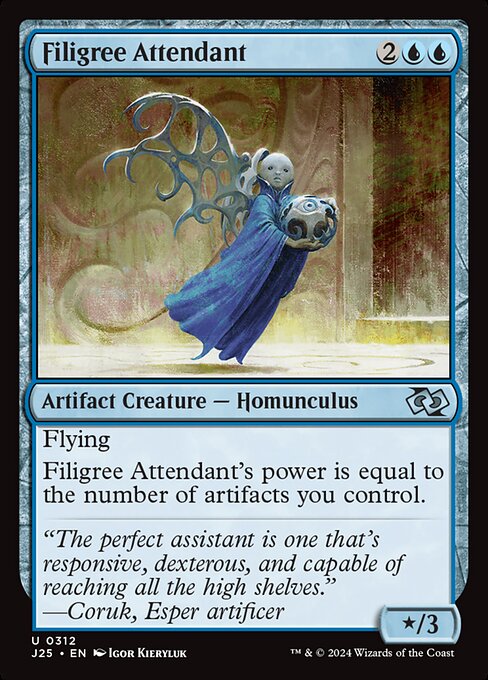 Filigree Attendant 2
Artifact Creature — Homunculus
Flying
Filigree Attendant's power is equal to
the number of artifacts you control.
“The perfect assistant is one that’s
responsive, dexterous, and capable of
reaching all the high shelves.”
—Coruk, Esper artificer
★/3
U 0312
J25 • EN Igor Kieryluk
™ & © 2024 Wizards of the Coast